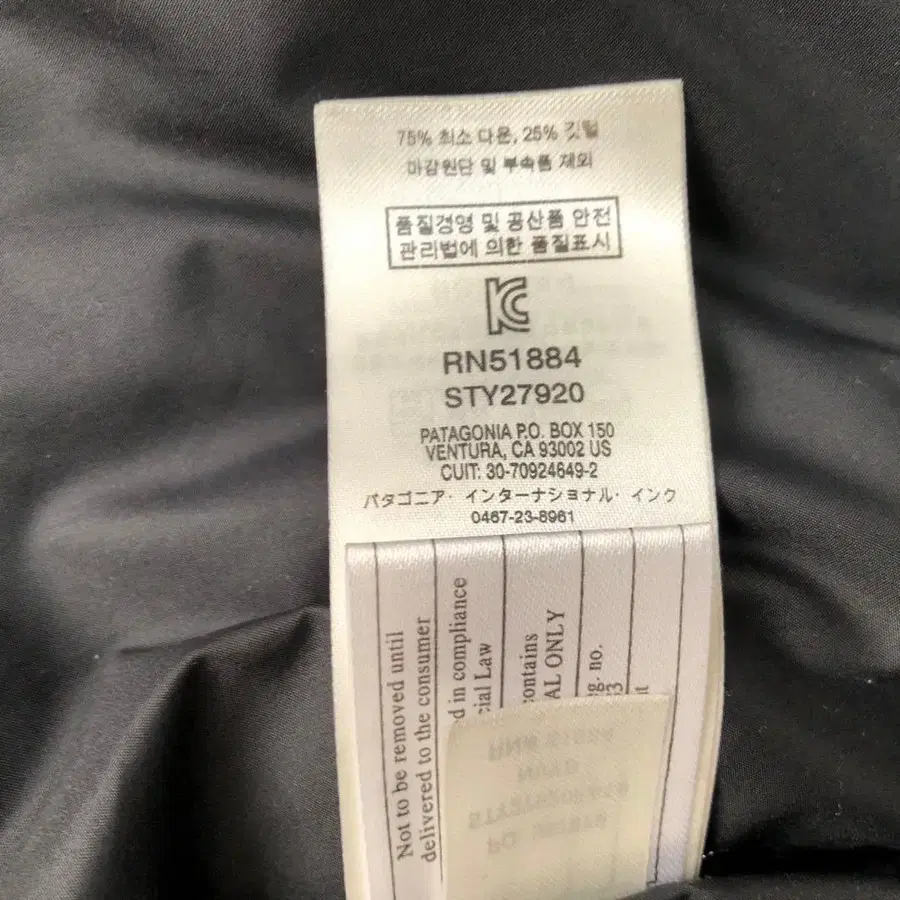 75% 최소 다운, 25% 깃털
마감원단 및 부속품 제외
품질경영 및 공산품 안전
관리법에 의한 품질표시
RN51884
STY27920
PATAGONIA P.O. BOX 150
VENTURA, CA 93002 US
CUIT: 30-70924649-2
パタゴニア・インターナショナル・インク
0467-23-8961
Not to be removed until
delivered to the consumer
d in compliance
cial Law
contains
AL ONLY
g. no.